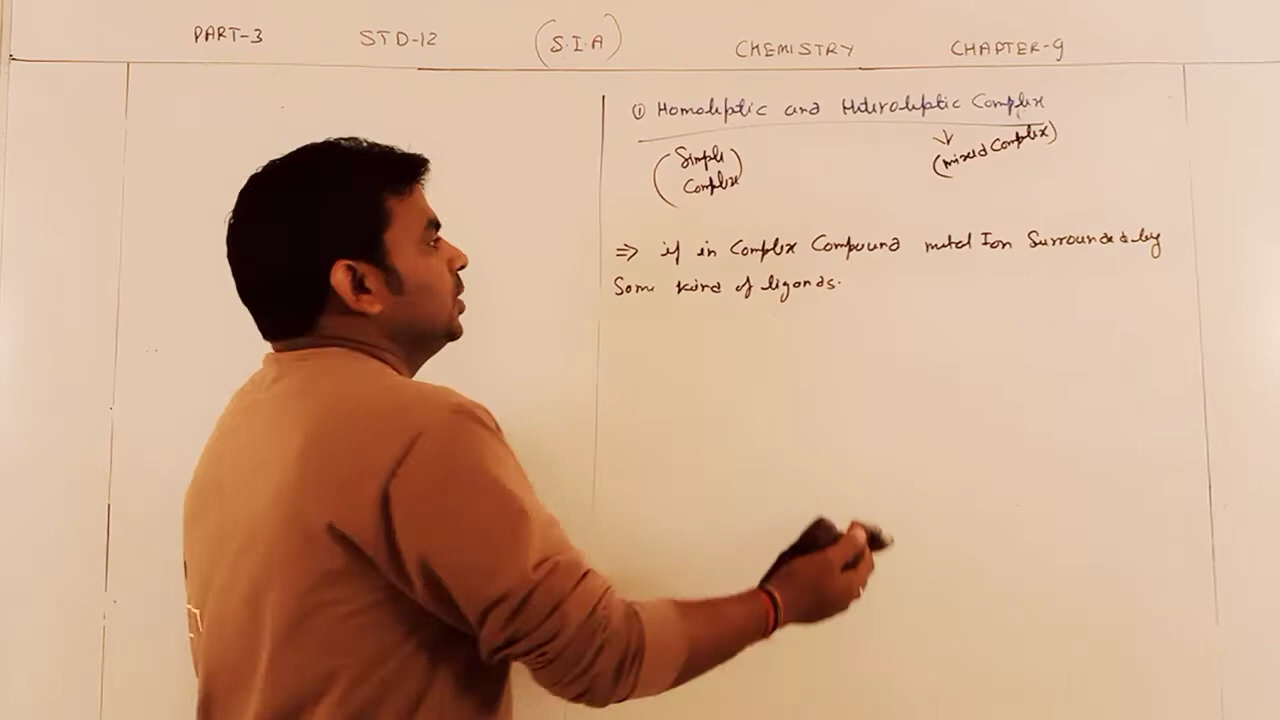 PART-3 STD-12 (S.I.A) CHEMISTRY CHAPTER-9
① Homoleptic and Heteroleptic Complex
(Simple Complex) (mixed Complex)
⇒ if in Complex Compound metal Ion Surrounded by
Same kind of ligands.